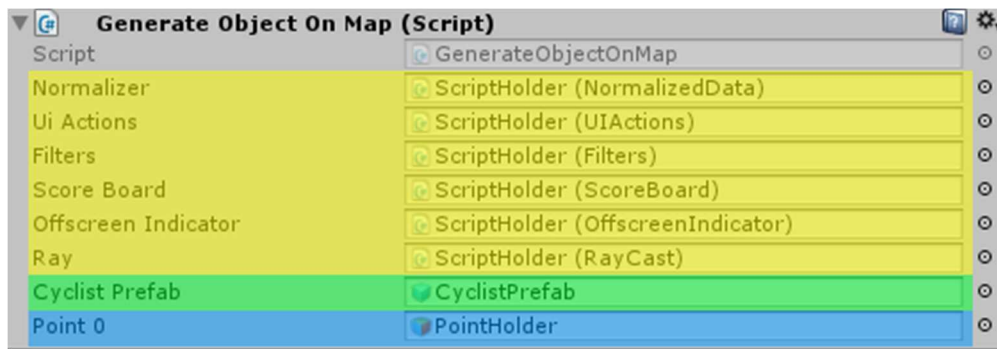 Generate Object On Map (Script)
Script GenerateObjectOnMap
Normalizer ScriptHolder (NormalizedData)
Ui Actions ScriptHolder (UIActions)
Filters ScriptHolder (Filters)
Score Board ScriptHolder (ScoreBoard)
Offscreen Indicator ScriptHolder (OffscreenIndicator)
Ray ScriptHolder (RayCast)
Cyclist Prefab CyclistPrefab
Point 0 PointHolder